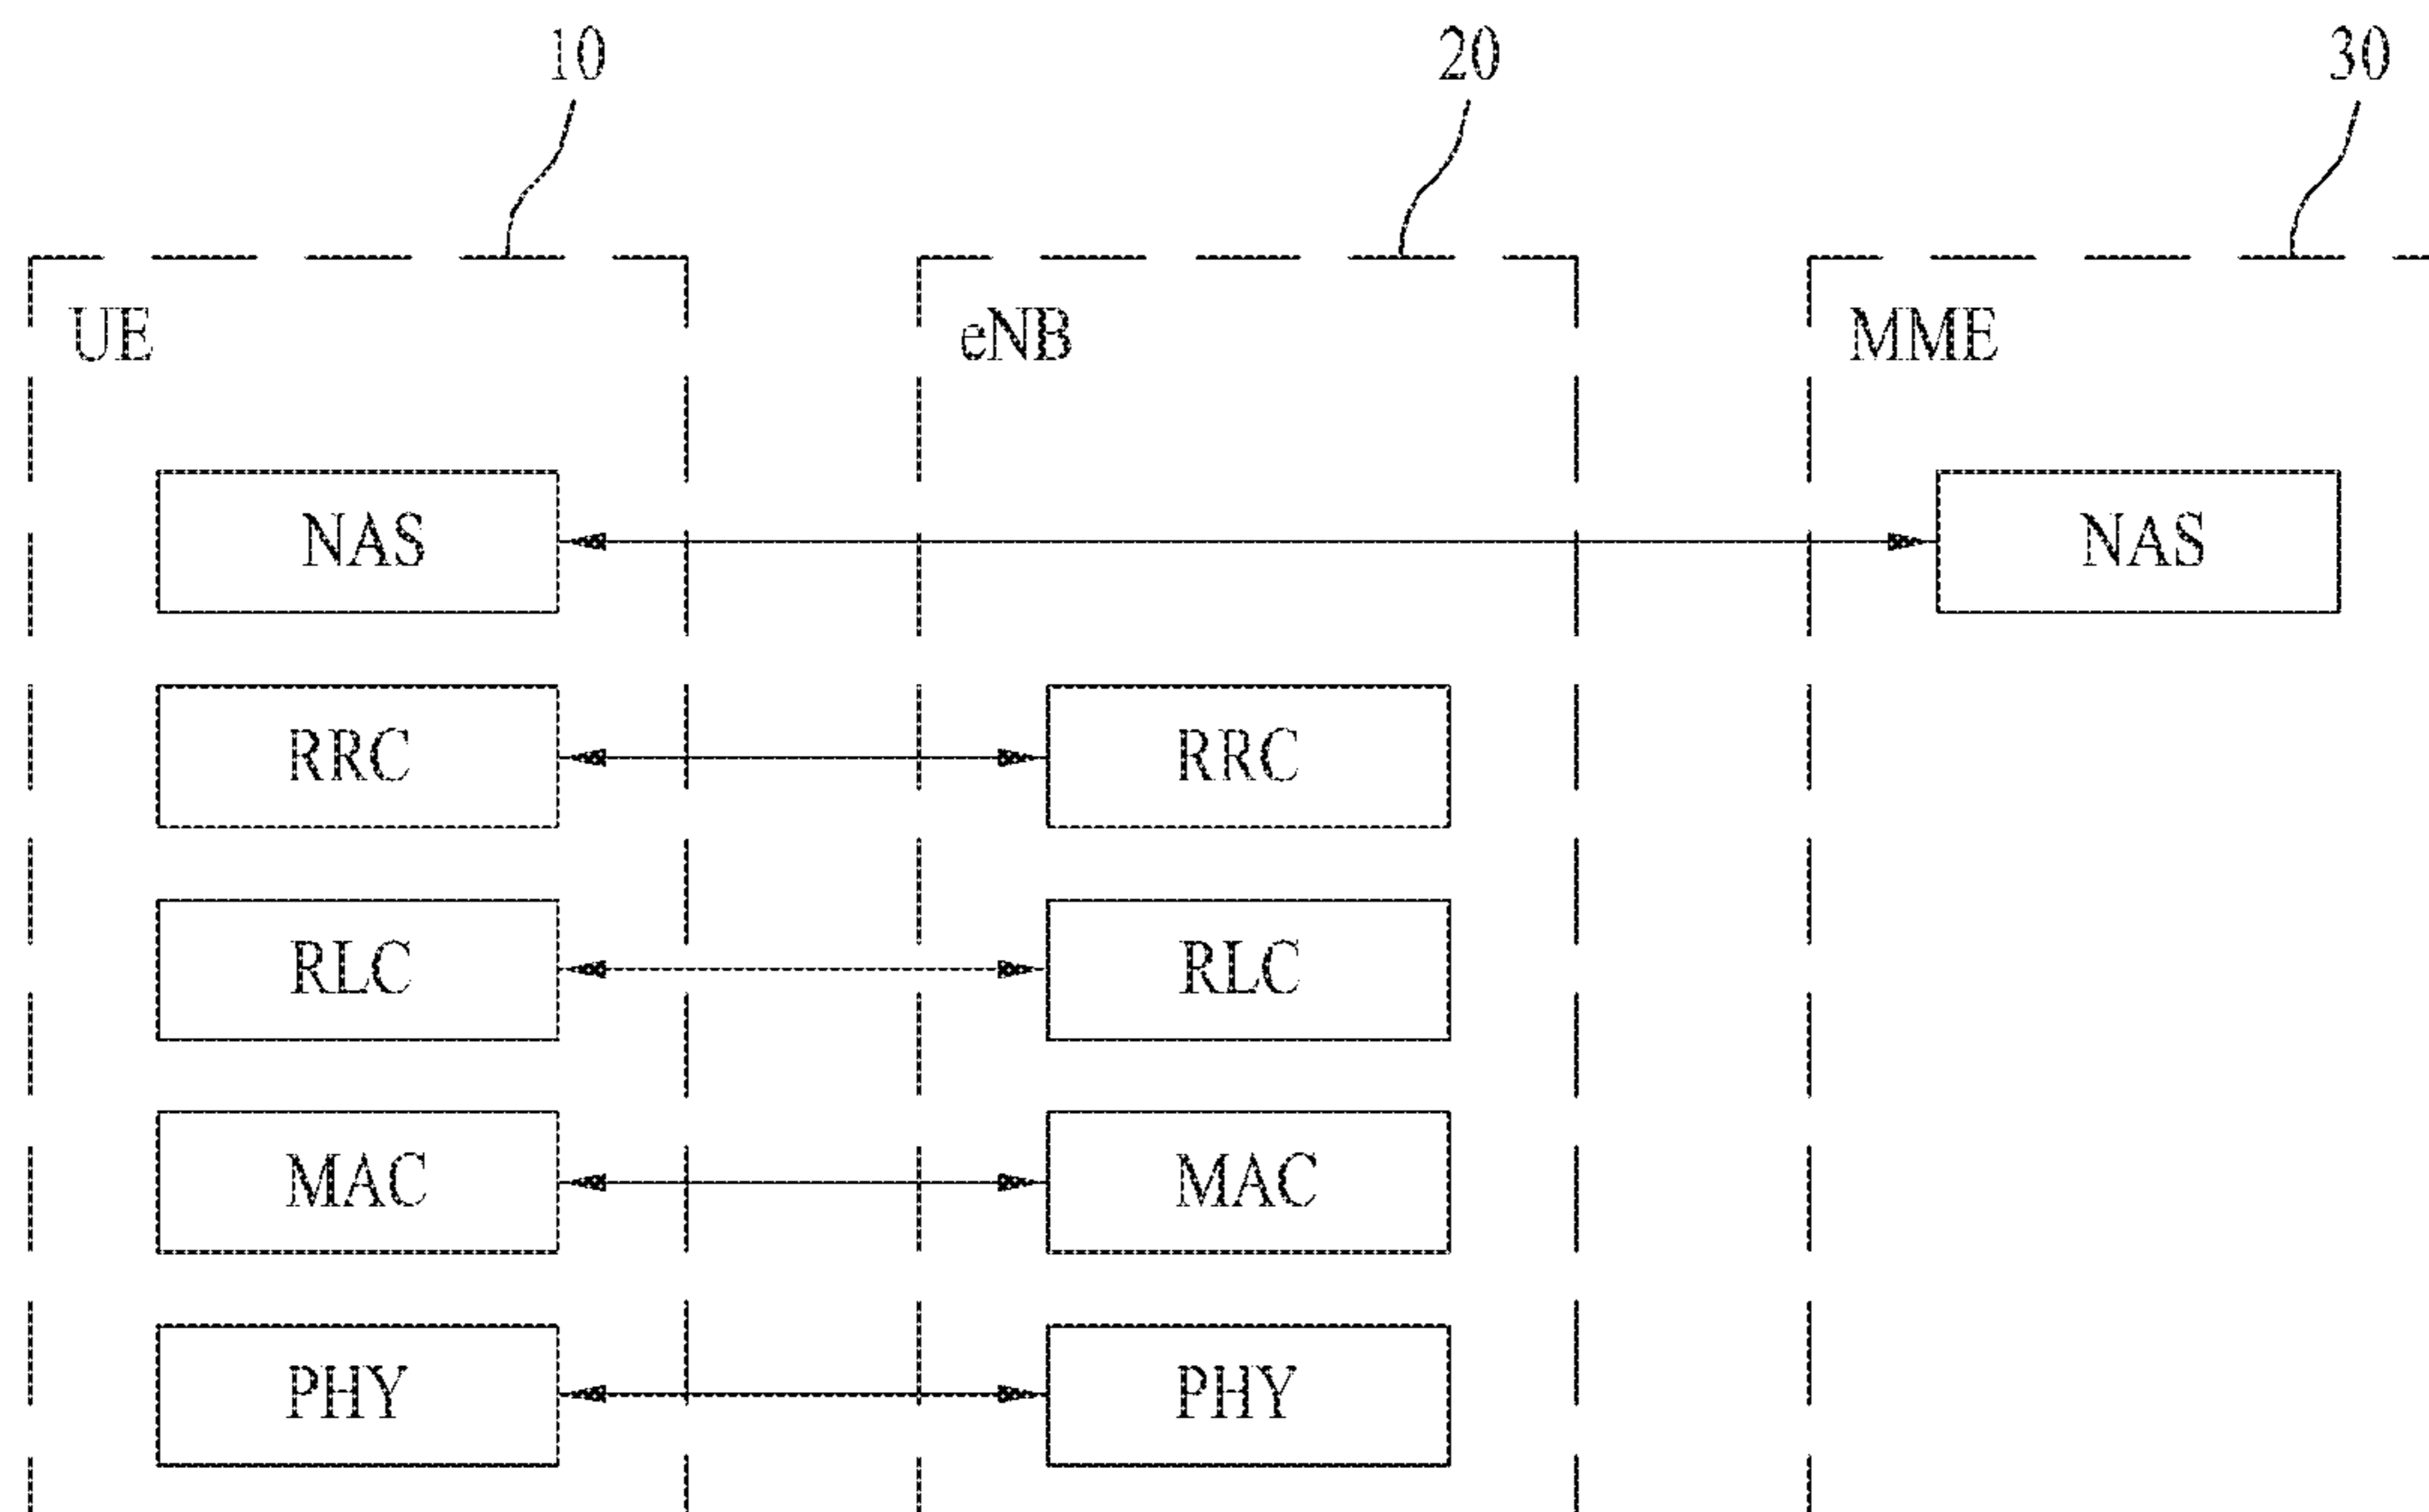 10 20 30
UE eNB MME
NAS NAS
RRC RRC
RLC RLC
MAC MAC
PHY PHY